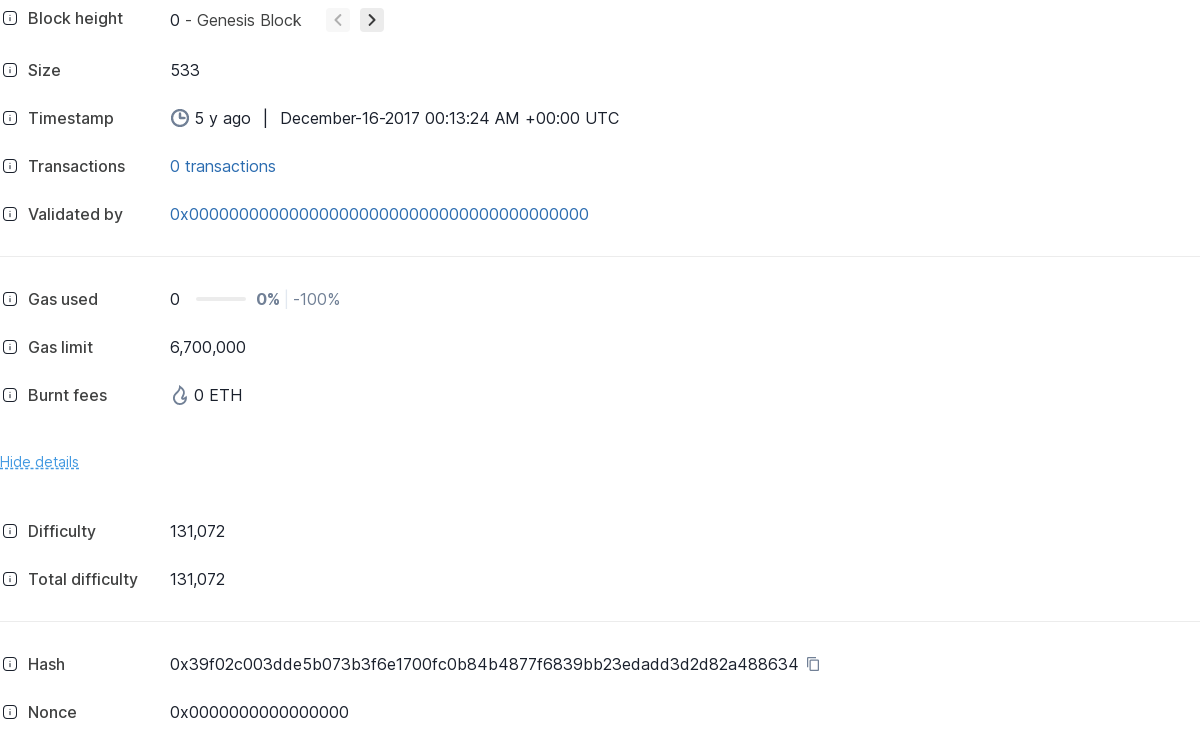 Block height 0 - Genesis Block
Size 533
Timestamp 5 y ago | December-16-2017 00:13:24 AM +00:00 UTC
Transactions 0 transactions
Validated by 0x0000000000000000000000000000000000000000
Gas used 0 0% -100%
Gas limit 6,700,000
Burnt fees 0 ETH
Hide details
Difficulty 131,072
Total difficulty 131,072
Hash 0x39f02c003dde5b073b3f6e1700fc0b84b4877f6839bb23edadd3d2d82a488634
Nonce 0x0000000000000000